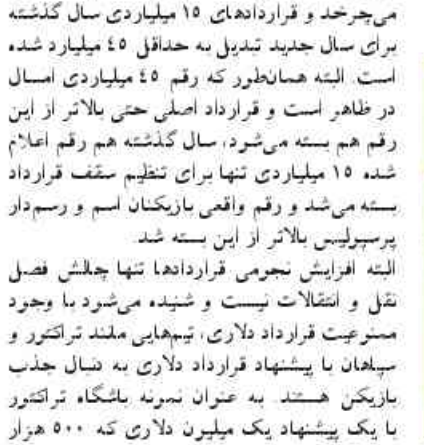 می‌چرخد و قراردادهای ۱۵ میلیاردی سال گذشته
برای سال جدید تبدیل به حداقل ۴۵ میلیارد شده
است. البته همانطور که رقم ۴۵ میلیاردی امسال
در ظاهر است و قرارداد اصلی حتی بالاتر از این
رقم هم بسته می‌شود، سال گذشته هم رقم اعلام
شده ۱۵ میلیاردی تنها برای تنظیم سقف قرارداد
بسته می‌شد و رقم واقعی بازیکنان اسم و رسم‌دار
پرسپولیس بالاتر از این بسته شد.
البته افزایش نجومی قراردادها تنها چالش فصل
نقل و انتقالات نیست و شنیده می‌شود با وجود
ممنوعیت قرارداد دلاری، تیم‌هایی مانند تراکتور و
سپاهان با پیشنهاد قرارداد دلاری به دنبال جذب
بازیکن هستند. به عنوان نمونه باشگاه تراکتور
با یک پیشنهاد یک میلیون دلاری که ۵۰۰ هزار